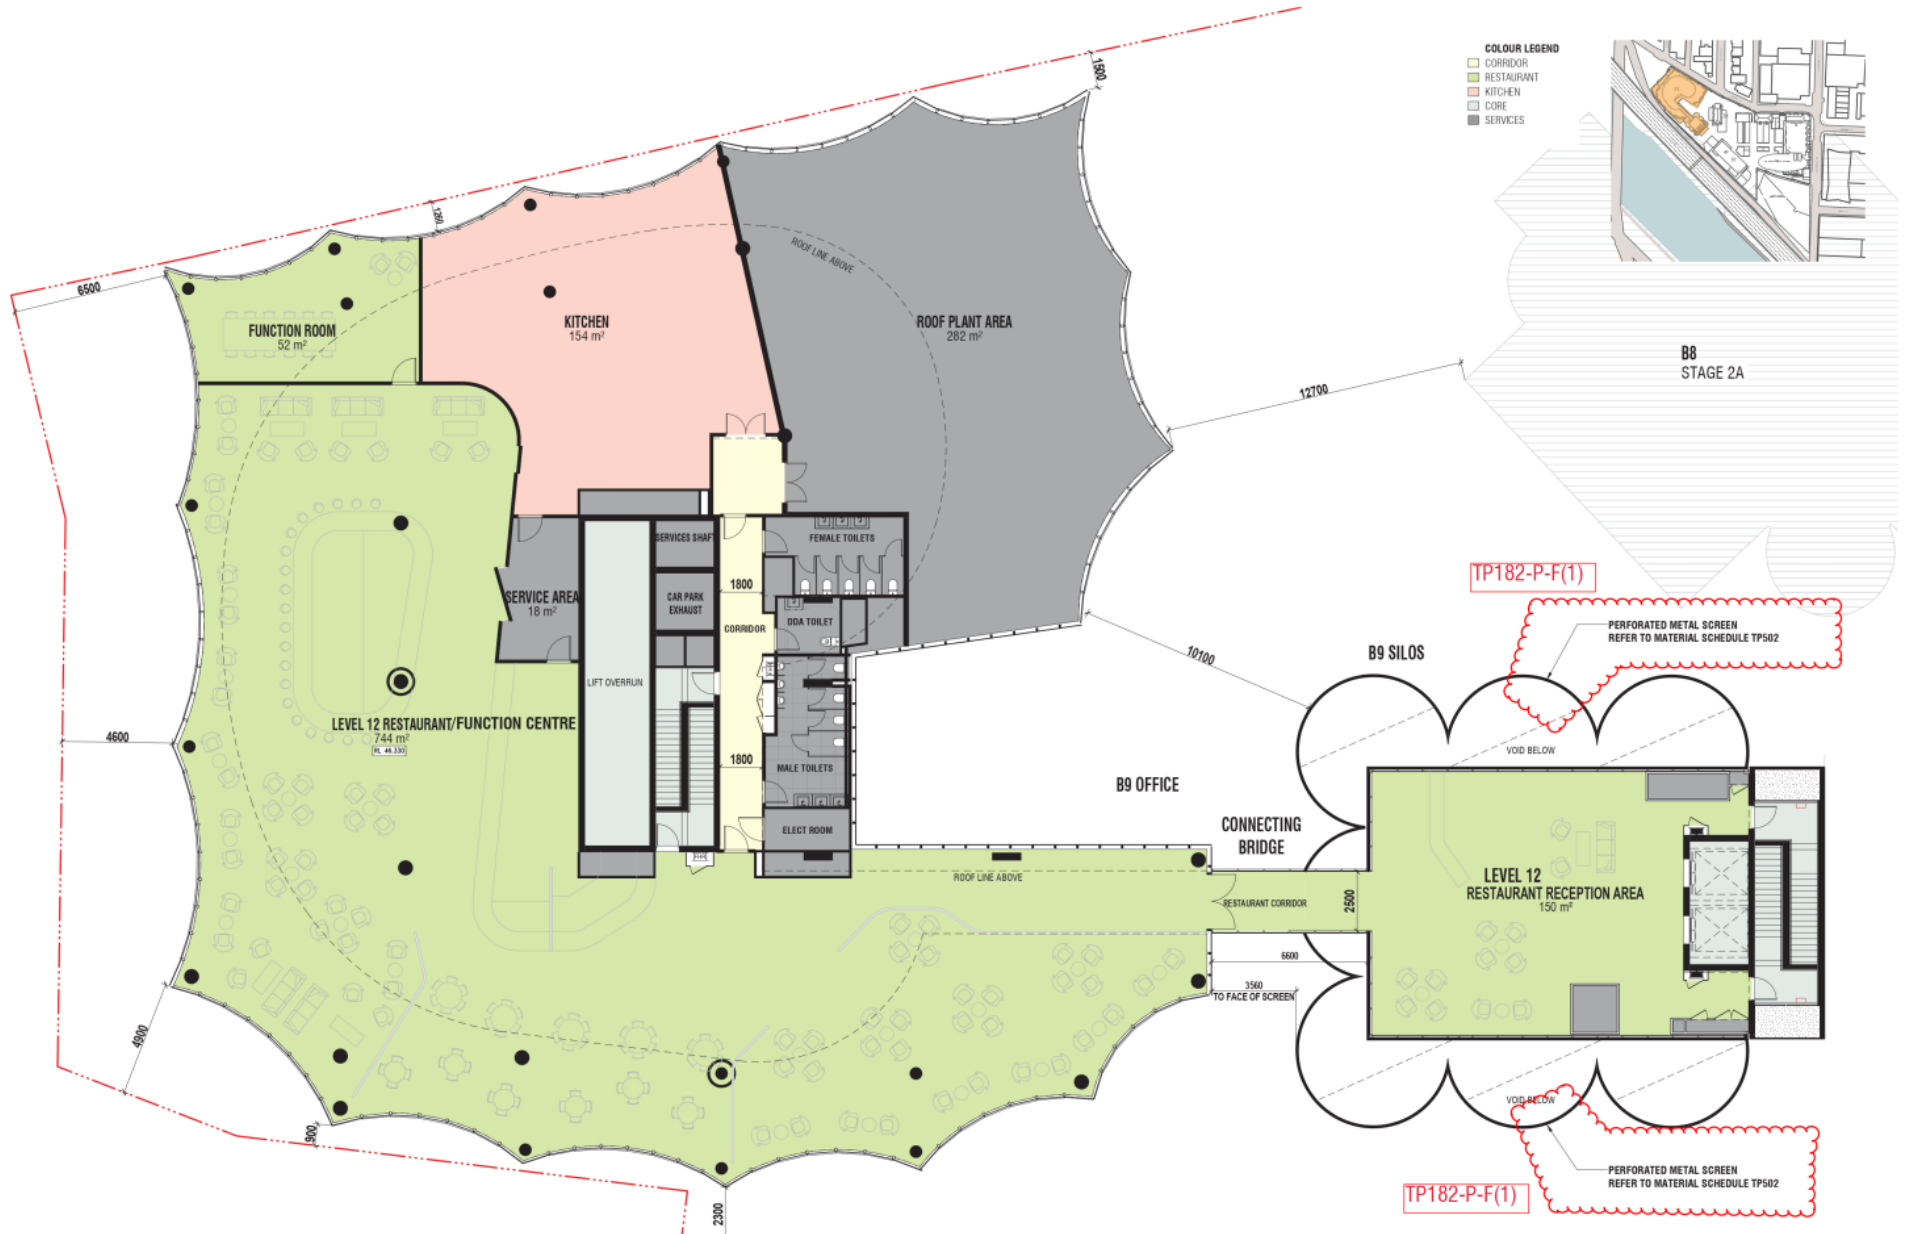 COLOUR LEGEND
CORRIDOR
RESTAURANT
KITCHEN
CORE
SERVICES
1500
1260
6500
ROOF LINE ABOVE
FUNCTION ROOM
52 m²
KITCHEN
154 m²
ROOF PLANT AREA
282 m²
B8
STAGE 2A
12700
SERVICES SHAFT
FEMALE TOILETS
TP182-P-F(1)
1800
SERVICE AREA
18 m²
CAR PARK
EXHAUST
CORRIDOR
DDA TOILET
PERFORATED METAL SCREEN
REFER TO MATERIAL SCHEDULE TP502
10100
B9 SILOS
LIFT OVERRUN
LEVEL 12 RESTAURANT/FUNCTION CENTRE
744 m²
RL 46.330
4600
VOID BELOW
1800
MALE TOILETS
B9 OFFICE
ELECT ROOM
CONNECTING
BRIDGE
ROOF LINE ABOVE
LEVEL 12
RESTAURANT RECEPTION AREA
150 m²
RESTAURANT CORRIDOR
2500
6600
3560
TO FACE OF SCREEN
4900
900
VOID BELOW
PERFORATED METAL SCREEN
REFER TO MATERIAL SCHEDULE TP502
TP182-P-F(1)
2300